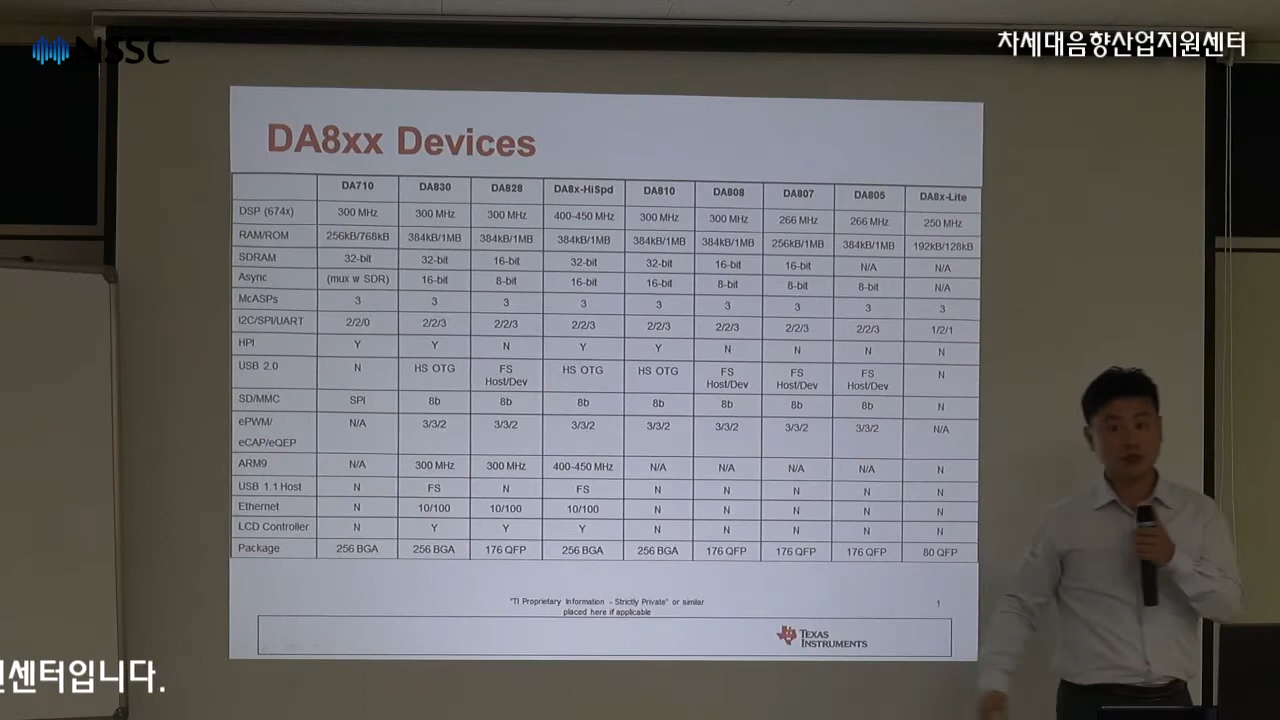 NSSC
차세대음향산업지원센터
DA8xx Devices
DA710 DA830 DA828 DA8x-HiSpd DA810 DA808 DA807 DA805 DA8x-Lite
DSP (674x) 300 MHz 300 MHz 300 MHz 400-450 MHz 300 MHz 300 MHz 266 MHz 266 MHz 250 MHz
RAM/ROM 256kB/768kB 384kB/1MB 384kB/1MB 384kB/1MB 384kB/1MB 384kB/1MB 256kB/1MB 384kB/1MB 192kB/128kB
SDRAM 32-bit 32-bit 16-bit 32-bit 32-bit 16-bit 16-bit N/A N/A
Async (mux w SDR) 16-bit 8-bit 16-bit 16-bit 8-bit 8-bit 8-bit N/A
McASPs 3 3 3 3 3 3 3 3 3
I2C/SPI/UART 2/2/0 2/2/3 2/2/3 2/2/3 2/2/3 2/2/3 2/2/3 2/2/3 1/2/1
HPI Y Y N Y Y N N N N
USB 2.0 N HS OTG FS Host/Dev HS OTG HS OTG FS Host/Dev FS Host/Dev FS Host/Dev N
SD/MMC SPI 8b 8b 8b 8b 8b 8b 8b N
ePWM/ eCAP/eQEP N/A 3/3/2 3/3/2 3/3/2 3/3/2 3/3/2 3/3/2 3/3/2 N/A
ARM9 N/A 300 MHz 300 MHz 400-450 MHz N/A N/A N/A N/A N
USB 1.1 Host N FS N FS N N N N N
Ethernet N 10/100 10/100 10/100 N N N N N
LCD Controller N Y Y Y N N N N N
Package 256 BGA 256 BGA 176 QFP 256 BGA 256 BGA 176 QFP 176 QFP 176 QFP 80 QFP
"TI Proprietary Information - Strictly Private" or similar
placed here if applicable
1
TEXAS
INSTRUMENTS
센터입니다.